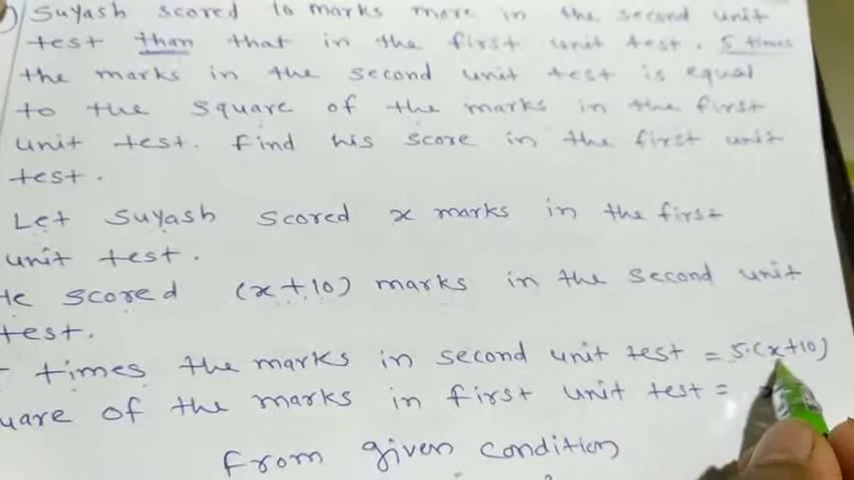 Suyash scored 10 marks more in the second unit
test than that in the first unit test. 5 times
the marks in the second unit test is equal
to the square of the marks in the first
unit test. Find his score in the first unit
test.
Let Suyash scored x marks in the first
unit test.
He scored (x+10) marks in the second unit
test.
times the marks in second unit test = 5·(x+10)
uare of the marks in first unit test =
From given condition